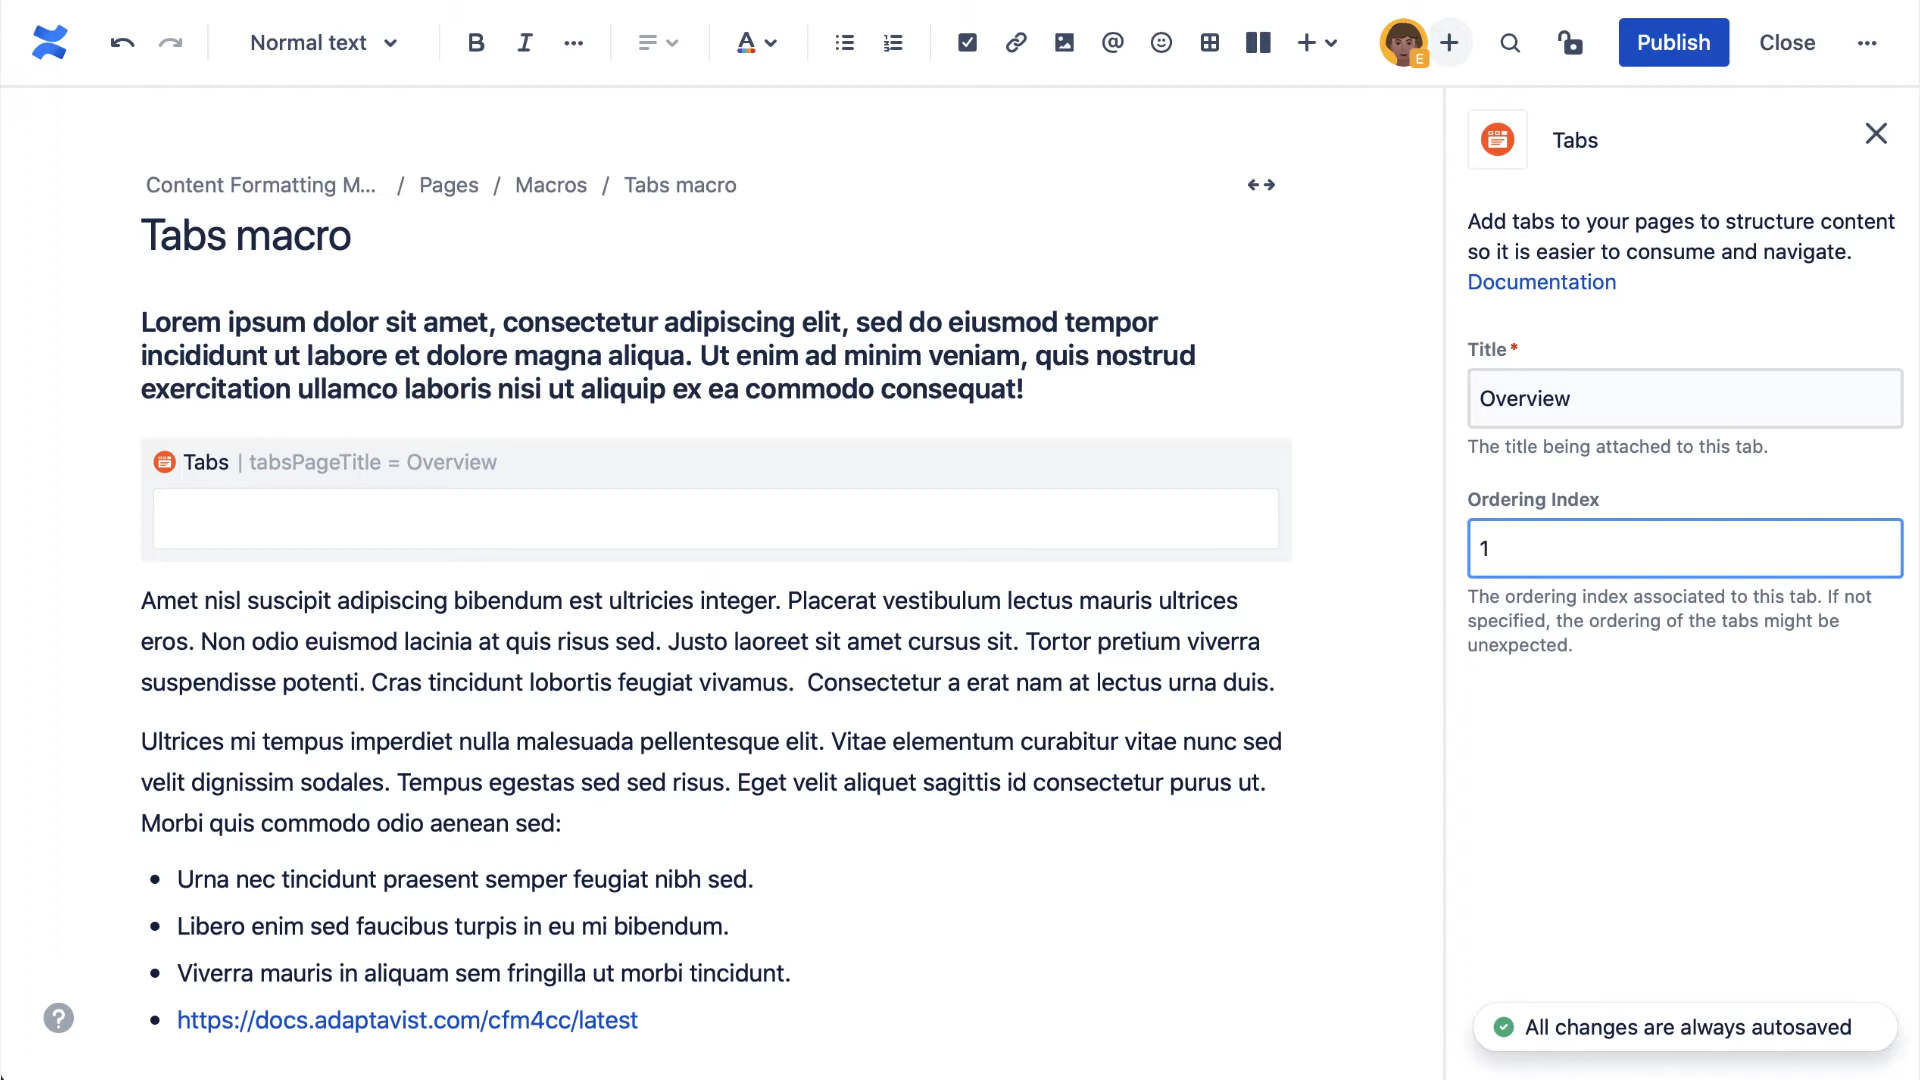 Normal text
B I A
@
E
Publish
Close
Content Formatting M... / Pages / Macros / Tabs macro
Tabs macro
Lorem ipsum dolor sit amet, consectetur adipiscing elit, sed do eiusmod tempor
incididunt ut labore et dolore magna aliqua. Ut enim ad minim veniam, quis nostrud
exercitation ullamco laboris nisi ut aliquip ex ea commodo consequat!
Tabs | tabsPageTitle = Overview
Amet nisl suscipit adipiscing bibendum est ultricies integer. Placerat vestibulum lectus mauris ultrices
eros. Non odio euismod lacinia at quis risus sed. Justo laoreet sit amet cursus sit. Tortor pretium viverra
suspendisse potenti. Cras tincidunt lobortis feugiat vivamus.  Consectetur a erat nam at lectus urna duis.
Ultrices mi tempus imperdiet nulla malesuada pellentesque elit. Vitae elementum curabitur vitae nunc sed
velit dignissim sodales. Tempus egestas sed sed risus. Eget velit aliquet sagittis id consectetur purus ut.
Morbi quis commodo odio aenean sed:
• Urna nec tincidunt praesent semper feugiat nibh sed.
• Libero enim sed faucibus turpis in eu mi bibendum.
• Viverra mauris in aliquam sem fringilla ut morbi tincidunt.
• https://docs.adaptavist.com/cfm4cc/latest
?
Tabs
Add tabs to your pages to structure content
so it is easier to consume and navigate.
Documentation
Title*
Overview
The title being attached to this tab.
Ordering Index
1
The ordering index associated to this tab. If not
specified, the ordering of the tabs might be
unexpected.
All changes are always autosaved